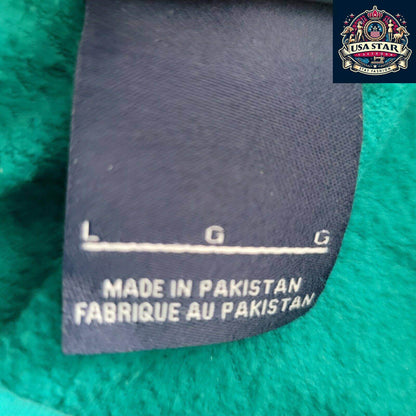 USA STAR
L G G
MADE IN PAKISTAN
FABRIQUE AU PAKISTAN